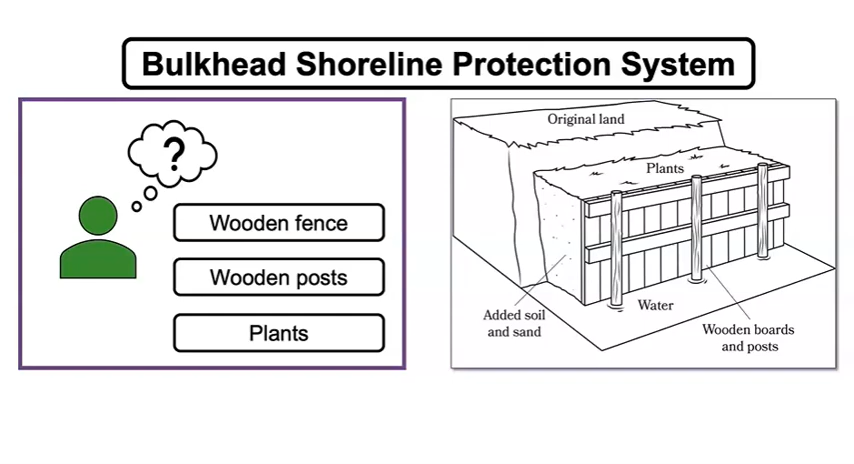 Bulkhead Shoreline Protection System
?
Wooden fence
Wooden posts
Plants
Original land
Plants
Water
Added soil
and sand
Wooden boards
and posts